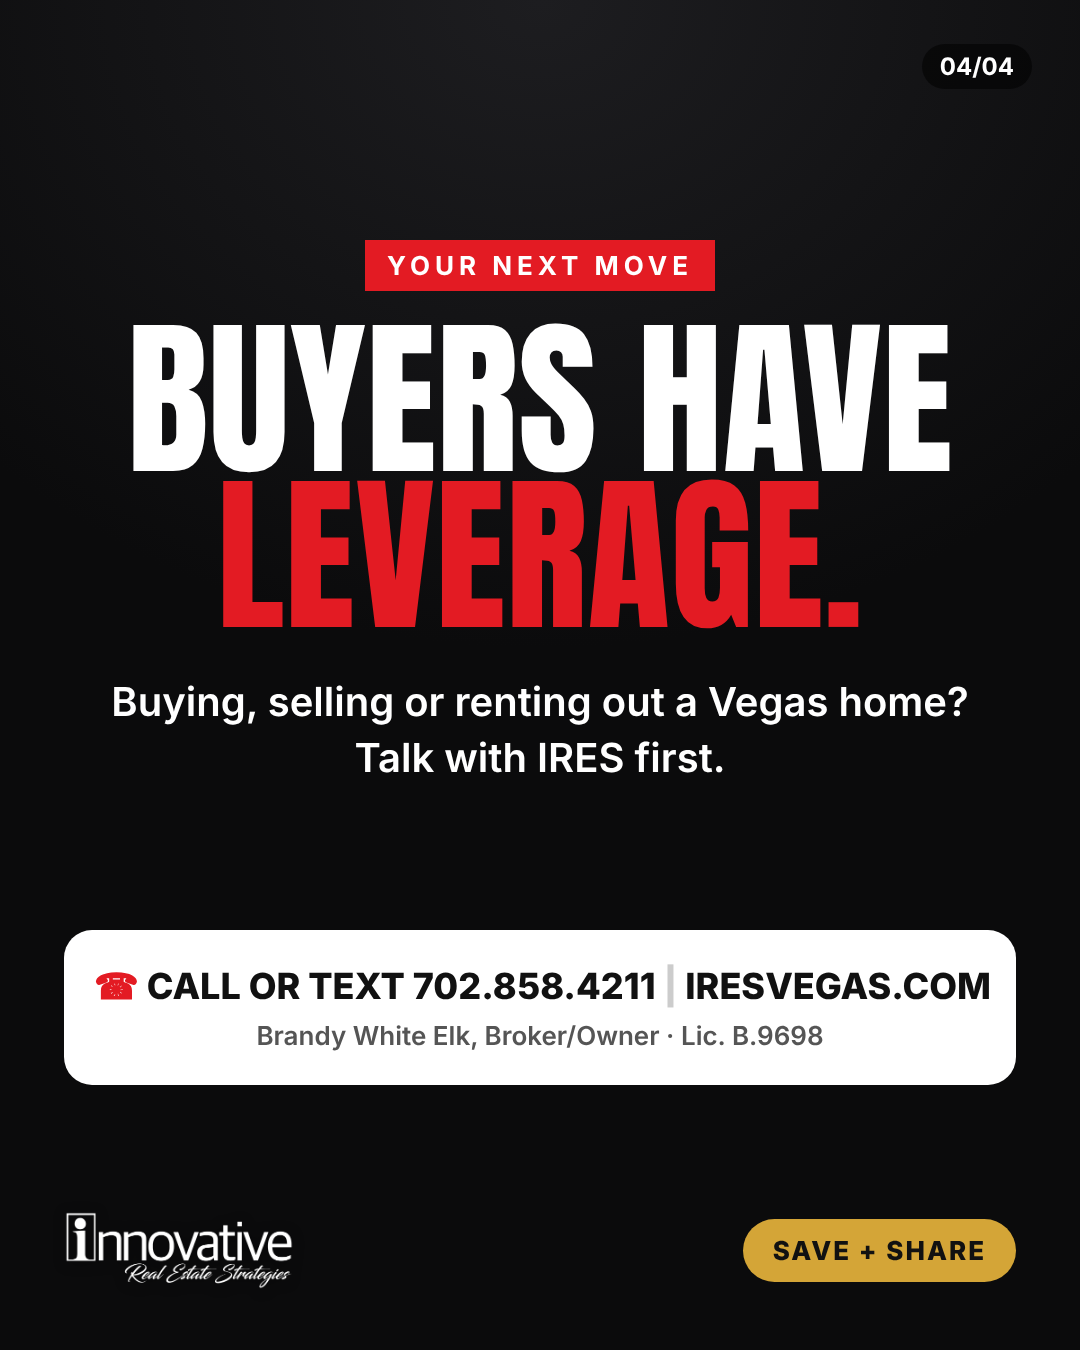 04/04
YOUR NEXT MOVE
BUYERS HAVE
LEVERAGE.
Buying, selling or renting out a Vegas home?
Talk with IRES first.
☎ CALL OR TEXT 702.858.4211 | IRESVEGAS.COM
Brandy White Elk, Broker/Owner · Lic. B.9698
innovative
Real Estate Strategies
SAVE + SHARE